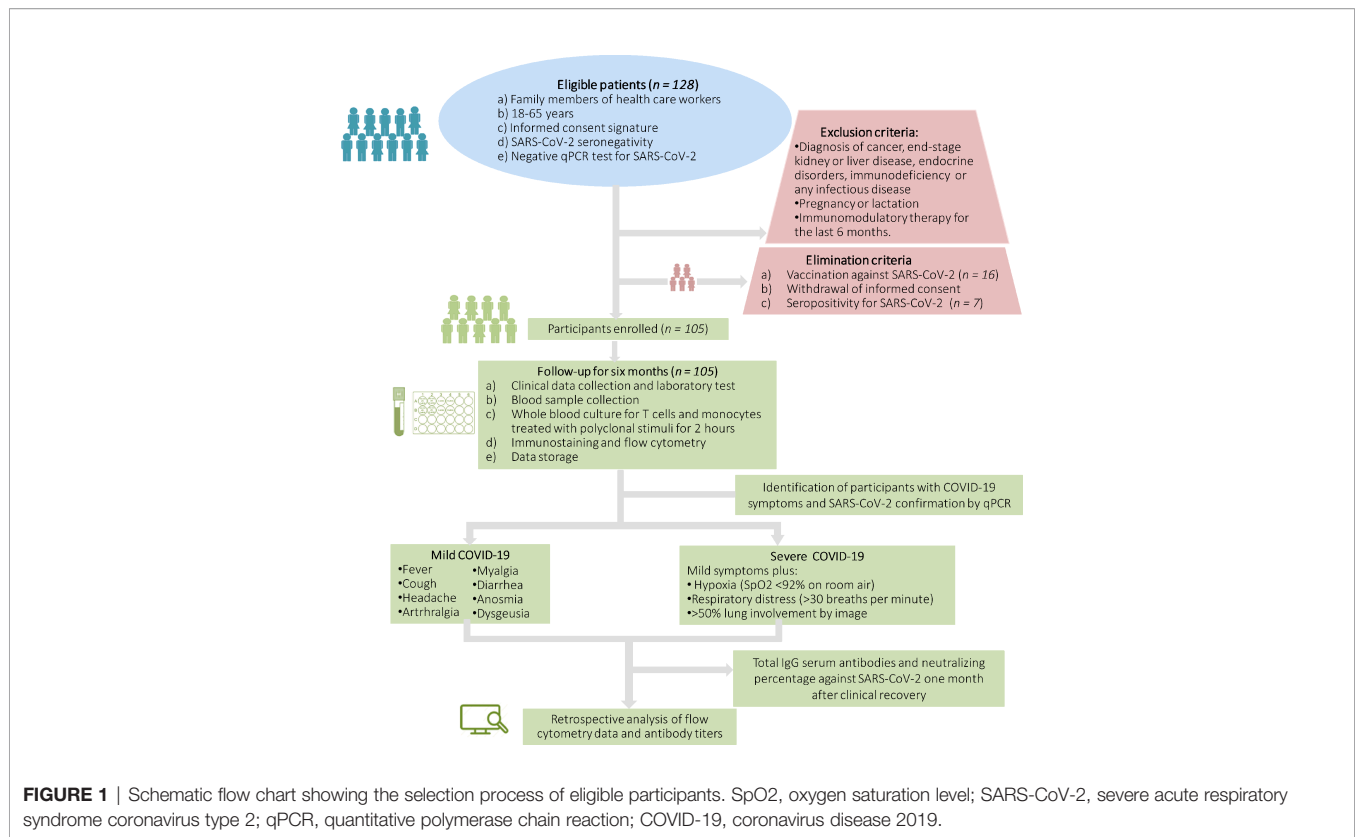 Eligible patients (n = 128)
a) Family members of health care workers
b) 18-65 years
c) Informed consent signature
d) SARS-CoV-2 seronegativity
e) Negative qPCR test for SARS-CoV-2
Exclusion criteria:
•Diagnosis of cancer, end-stage
kidney or liver disease, endocrine
disorders, immunodeficiency or
any infectious disease
•Pregnancy or lactation
•Immunomodulatory therapy for
the last 6 months.
Elimination criteria
a) Vaccination against SARS-CoV-2 (n = 16)
b) Withdrawal of informed consent
c) Seropositivity for SARS-CoV-2 (n = 7)
Participants enrolled (n = 105)
Follow-up for six months (n = 105)
a) Clinical data collection and laboratory test
b) Blood sample collection
c) Whole blood culture for T cells and monocytes
treated with polyclonal stimuli for 2 hours
d) Immunostaining and flow cytometry
e) Data storage
Identification of participants with COVID-19
symptoms and SARS-CoV-2 confirmation by qPCR
Mild COVID-19
•Fever •Myalgia
•Cough •Diarrhea
•Headache •Anosmia
•Artrhralgia •Dysgeusia
Severe COVID-19
Mild symptoms plus:
•Hypoxia (SpO2 <92% on room air)
•Respiratory distress (>30 breaths per minute)
•>50% lung involvement by image
Total IgG serum antibodies and neutralizing
percentage against SARS-CoV-2 one month
after clinical recovery
Retrospective analysis of flow
cytometry data and antibody titers
FIGURE 1 | Schematic flow chart showing the selection process of eligible participants. SpO2, oxygen saturation level; SARS-CoV-2, severe acute respiratory
syndrome coronavirus type 2; qPCR, quantitative polymerase chain reaction; COVID-19, coronavirus disease 2019.